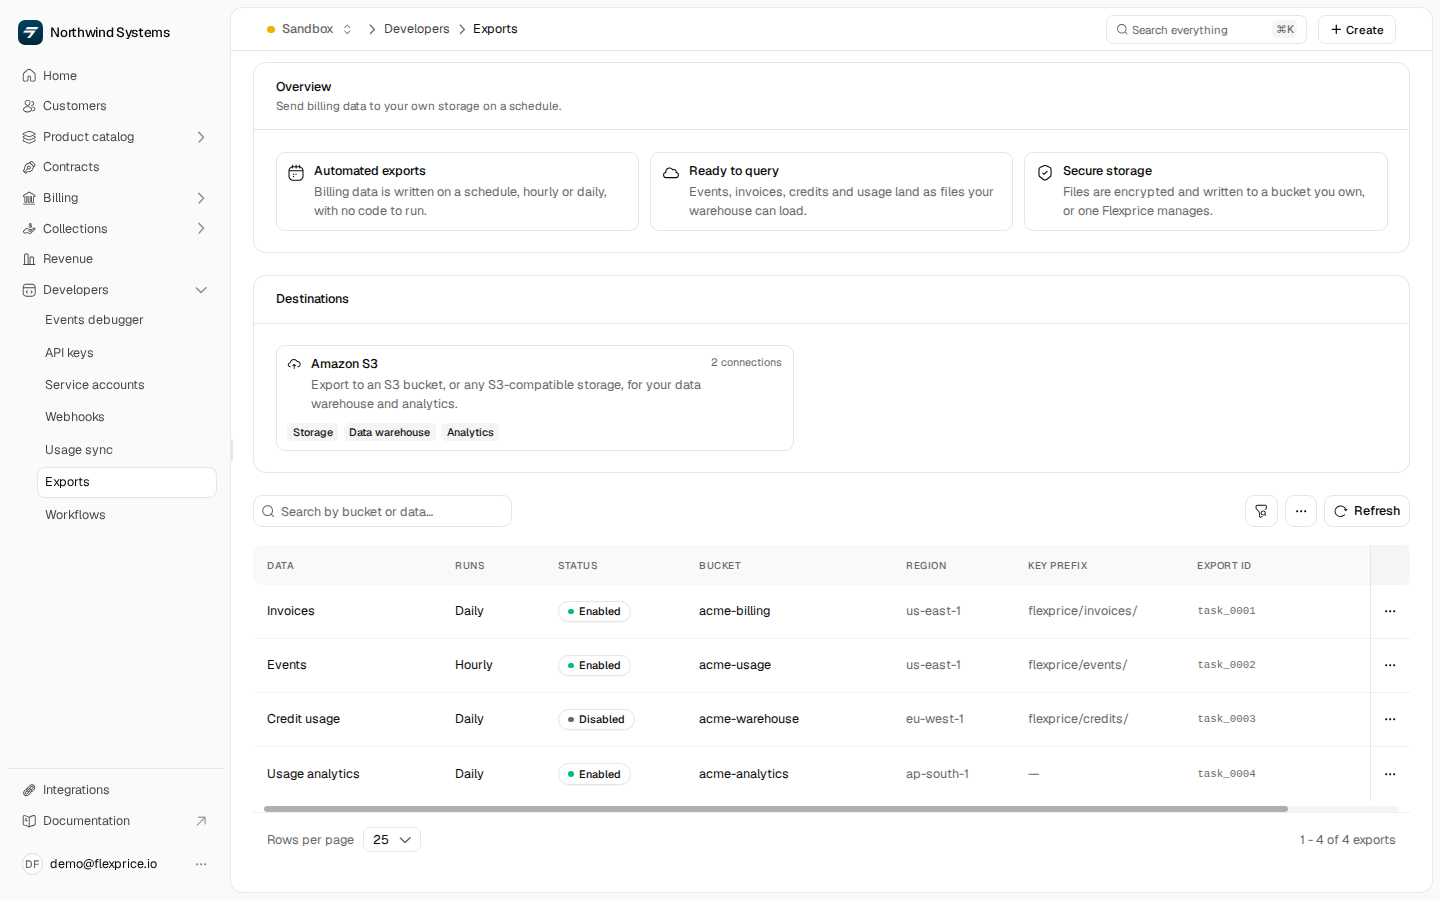 Northwind Systems
Home
Customers
Product catalog
Contracts
Billing
Collections
Revenue
Developers
Events debugger
API keys
Service accounts
Webhooks
Usage sync
Exports
Workflows
Integrations
Documentation
DF demo@flexprice.io
Sandbox Developers Exports
Search everything ⌘K
Create
Overview
Send billing data to your own storage on a schedule.
Automated exports
Billing data is written on a schedule, hourly or daily,
with no code to run.
Ready to query
Events, invoices, credits and usage land as files your
warehouse can load.
Secure storage
Files are encrypted and written to a bucket you own,
or one Flexprice manages.
Destinations
Amazon S3 2 connections
Export to an S3 bucket, or any S3-compatible storage, for your data
warehouse and analytics.
Storage Data warehouse Analytics
Search by bucket or data...
Refresh
DATA RUNS STATUS BUCKET REGION KEY PREFIX EXPORT ID
Invoices Daily Enabled acme-billing us-east-1 flexprice/invoices/ task_0001
Events Hourly Enabled acme-usage us-east-1 flexprice/events/ task_0002
Credit usage Daily Disabled acme-warehouse eu-west-1 flexprice/credits/ task_0003
Usage analytics Daily Enabled acme-analytics ap-south-1 — task_0004
Rows per page 25
1 - 4 of 4 exports